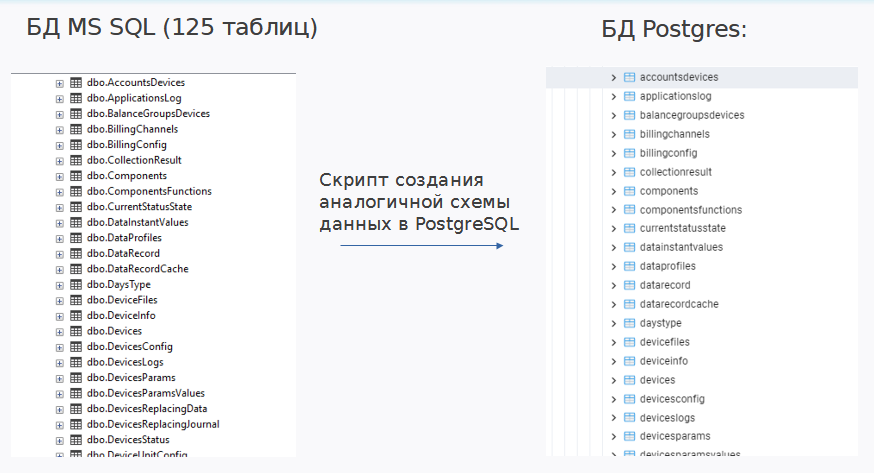 БД MS SQL (125 таблиц)
dbo.AccountsDevices
dbo.ApplicationsLog
dbo.BalanceGroupsDevices
dbo.BillingChannels
dbo.BillingConfig
dbo.CollectionResult
dbo.Components
dbo.ComponentsFunctions
dbo.CurrentStatusState
dbo.DataInstantValues
dbo.DataProfiles
dbo.DataRecord
dbo.DataRecordCache
dbo.DaysType
dbo.DeviceFiles
dbo.DeviceInfo
dbo.Devices
dbo.DevicesConfig
dbo.DevicesLogs
dbo.DevicesParams
dbo.DevicesParamsValues
dbo.DevicesReplacingData
dbo.DevicesReplacingJournal
dbo.DevicesStatus
dbo.DeviceUnitConfig
Скрипт создания
аналогичной схемы
данных в PostgreSQL
БД Postgres:
accountsdevices
applicationslog
balancegroupsdevices
billingchannels
billingconfig
collectionresult
components
componentsfunctions
currentstatusstate
datainstantvalues
dataprofiles
datarecord
datarecordcache
daystype
devicefiles
deviceinfo
devices
devicesconfig
deviceslogs
devicesparams
devicesparamsvalues